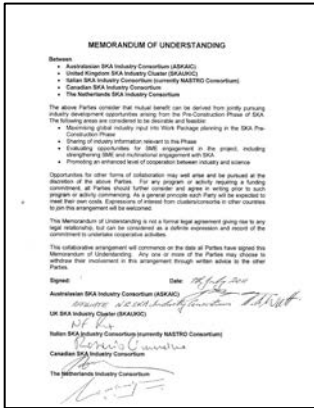 MEMORANDUM OF UNDERSTANDING
Between
• Australasian SKA Industry Consortium (ASKAIC)
• United Kingdom SKA Industry Cluster (SKAUKIC)
• Italian SKA Industry Consortium (currently NASTRO Consortium)
• Canadian SKA Industry Consortium
• The Netherlands SKA Industry Consortium
The above Parties consider that mutual benefit can be derived from jointly pursuing
industry development opportunities arising from the Pre-Construction Phase of SKA.
The following areas are considered to be desirable and feasible:
• Maximising global industry input into Work Package planning in the SKA Pre-
Construction Phase
• Sharing of industry information relevant to this Phase
• Evaluating opportunities for SME engagement in the project, including
strengthening SME and multinational engagement with SKA
• Promoting an enhanced level of cooperation between industry and science
Opportunities for other forms of collaboration may well arise and be pursued at the
discretion of the above Parties. For any program or activity requiring a funding
commitment, all Parties should further consider and agree in writing prior to such
program or activity commencing. As a general principle each Party will be expected to
meet their own costs. Expressions of interest from clusters/consortia in other countries
to join this arrangement will be welcomed.
This Memorandum of Understanding is not a formal legal agreement giving rise to any
legal relationship, but can be considered as a definite expression and record of the
commitment to undertake cooperative activities.
This collaborative arrangement will commence on the date all Parties have signed this
Memorandum of Understanding. Any one or more of the Parties may choose to
withdraw their involvement in this arrangement through written advice to the other
Parties.
Signed: Date: July
Australasian SKA Industry Consortium (ASKAIC)
UK SKA Industry Cluster (SKAUKIC)
Italian SKA Industry Consortium (currently NASTRO Consortium)
Canadian SKA Industry Consortium
The Netherlands Industry Consortium